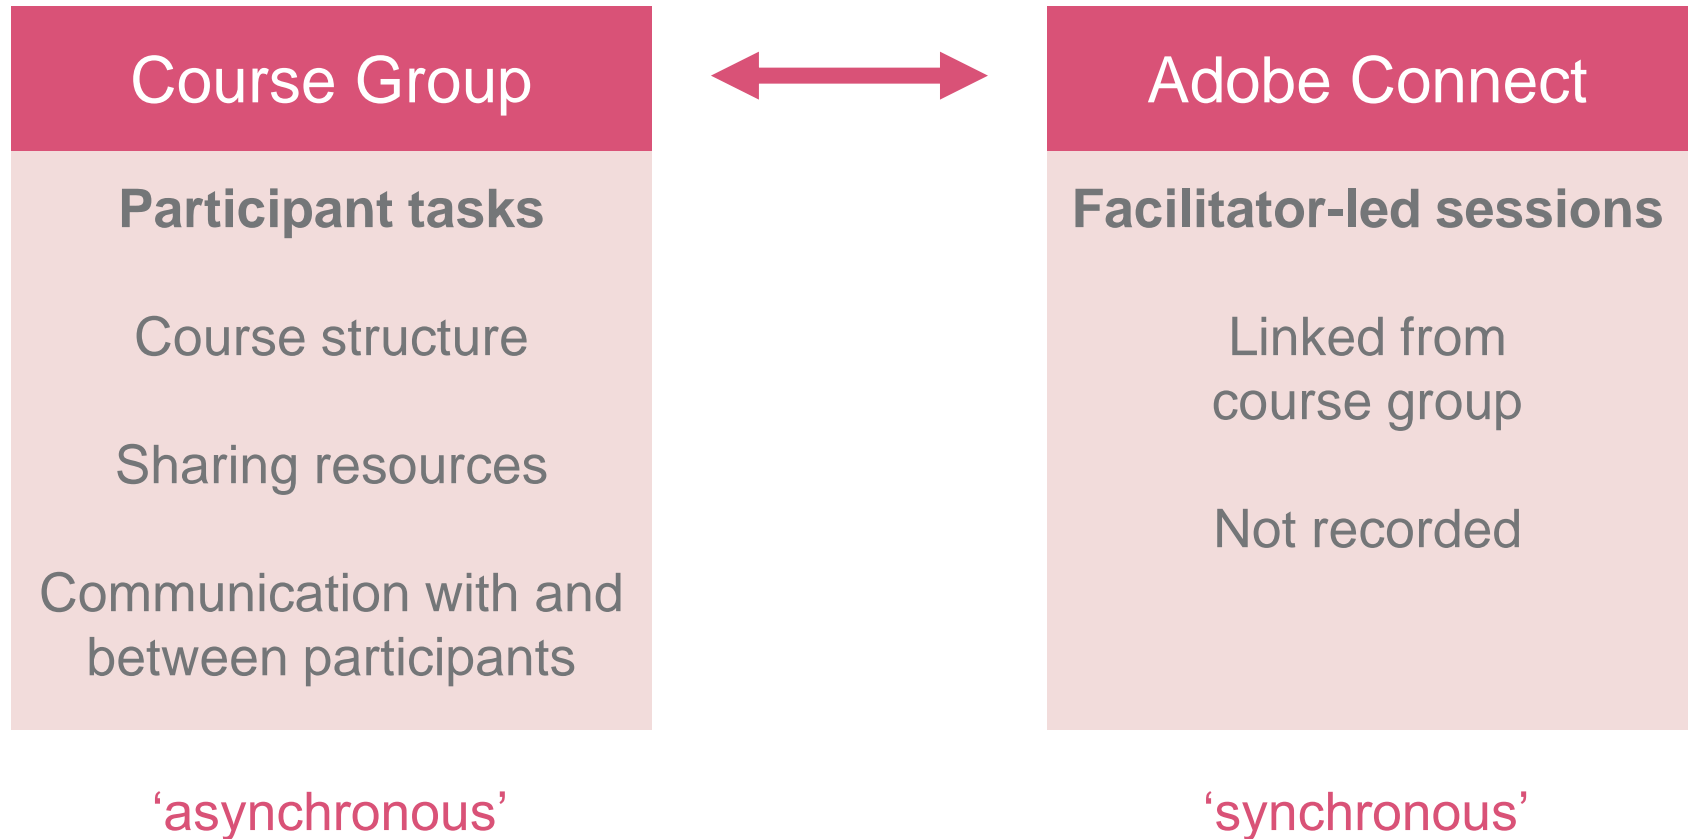 Course Group
Participant tasks
Course structure
Sharing resources
Communication with and
between participants
‘asynchronous’
Adobe Connect
Facilitator-led sessions
Linked from
course group
Not recorded
‘synchronous’